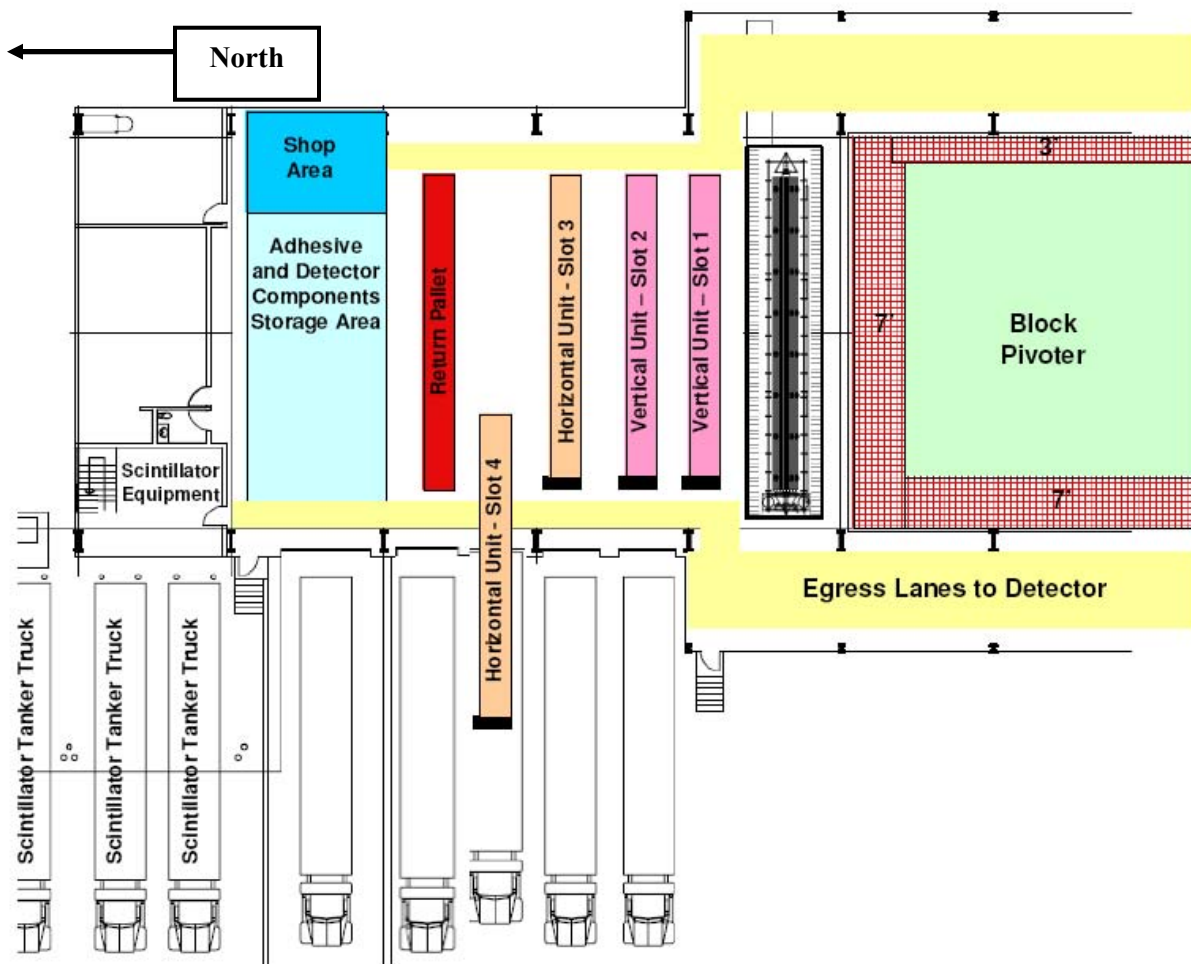 North
Shop
Area
Adhesive
and Detector
Components
Storage Area
Return Pallet
Horizontal Unit - Slot 3
Vertical Unit – Slot 2
Vertical Unit – Slot 1
3'
7'
Block
Pivoter
7'
Scintillator
Equipment
Horizontal Unit - Slot 4
Egress Lanes to Detector
Scintillator Tanker Truck
Scintillator Tanker Truck
Scintillator Tanker Truck